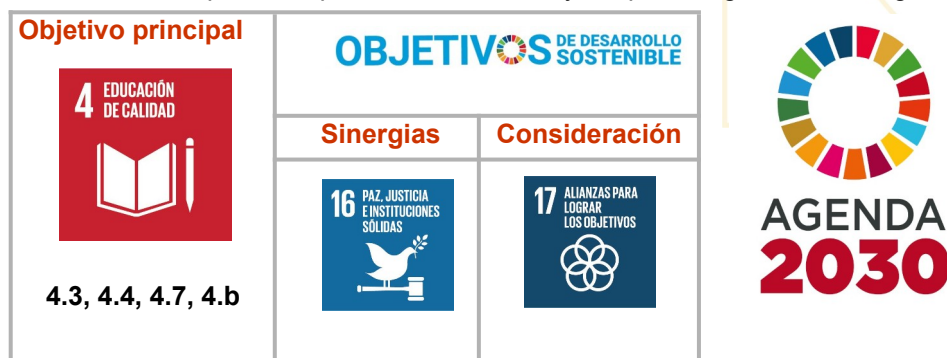 Objetivo principal
4 EDUCACIÓN
DE CALIDAD
4.3, 4.4, 4.7, 4.b
OBJETIVOS DE DESARROLLO
SOSTENIBLE
Sinergias
Consideración
16 PAZ, JUSTICIA
E INSTITUCIONES
SÓLIDAS
17 ALIANZAS PARA
LOGRAR
LOS OBJETIVOS
AGENDA
2030